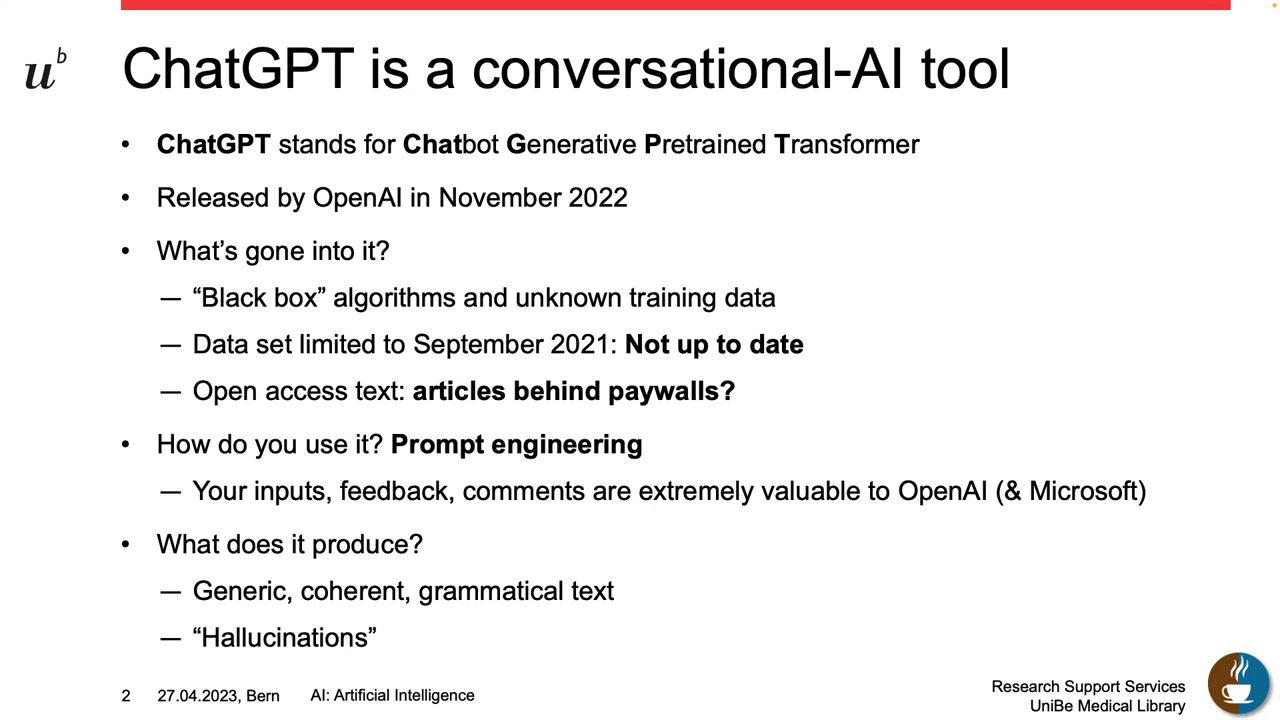 u b
ChatGPT is a conversational-AI tool
• ChatGPT stands for Chatbot Generative Pretrained Transformer
• Released by OpenAI in November 2022
• What’s gone into it?
— “Black box” algorithms and unknown training data
— Data set limited to September 2021: Not up to date
— Open access text: articles behind paywalls?
• How do you use it? Prompt engineering
— Your inputs, feedback, comments are extremely valuable to OpenAI (& Microsoft)
• What does it produce?
— Generic, coherent, grammatical text
— “Hallucinations”
2 27.04.2023, Bern AI: Artificial Intelligence
Research Support Services
UniBe Medical Library